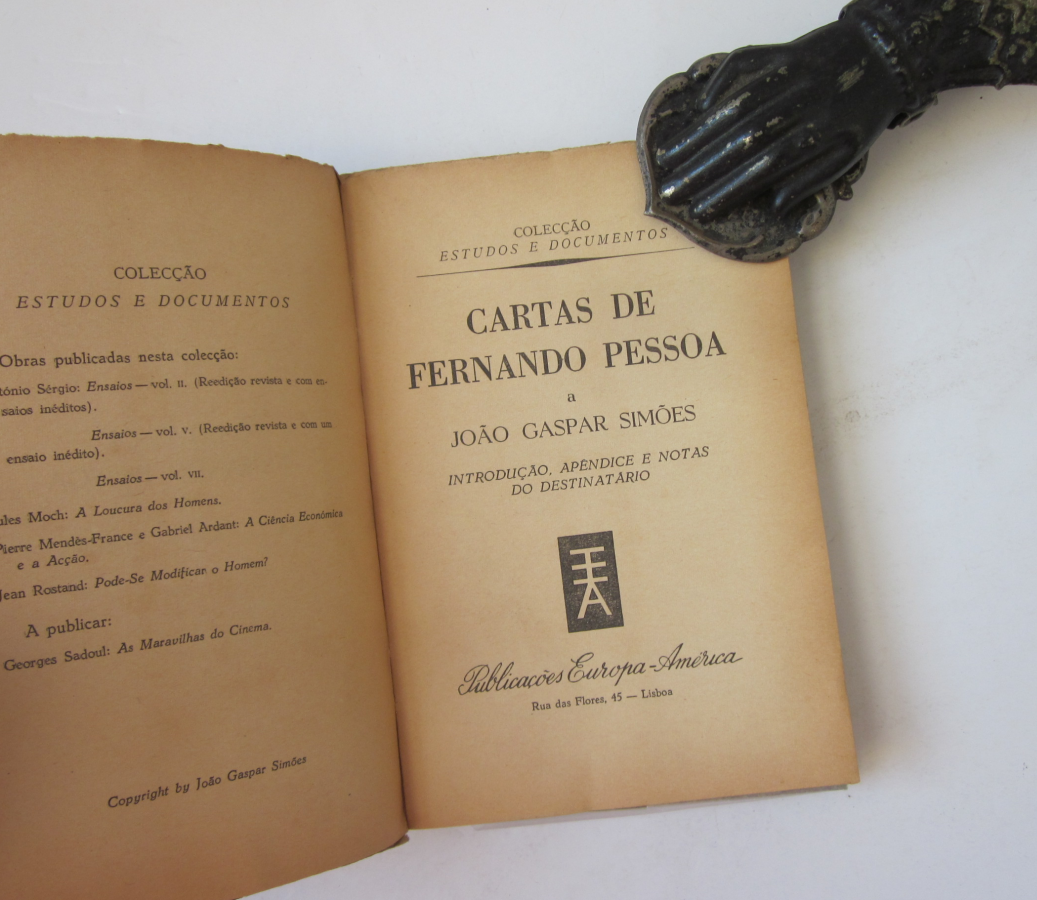 COLECÇÃO
ESTUDOS E DOCUMENTOS
Obras publicadas nesta colecção:
tónio Sérgio: Ensaios — vol. II. (Reedição revista e com en-
saios inéditos).
Ensaios — vol. V. (Reedição revista e com um
ensaio inédito).
Ensaios — vol. VII.
ules Moch: A Loucura dos Homens.
Pierre Mendès-France e Gabriel Ardant: A Ciência Económica
e a Acção.
Jean Rostand: Pode-Se Modificar o Homem?
A publicar:
Georges Sadoul: As Maravilhas do Cinema.
Copyright by João Gaspar Simões
COLECÇÃO
ESTUDOS E DOCUMENTOS
CARTAS DE
FERNANDO PESSOA
a
JOÃO GASPAR SIMÕES
INTRODUÇÃO, APÊNDICE E NOTAS
DO DESTINATÁRIO
Publicações Europa-América
Rua das Flores, 45 — Lisboa